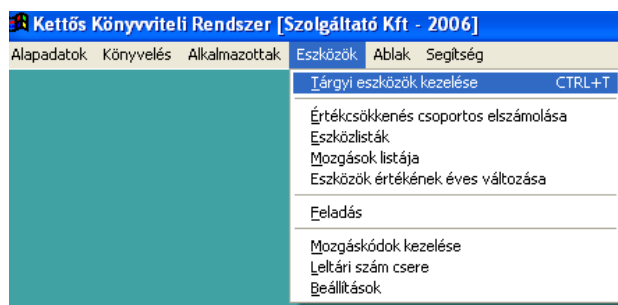 Kettős Könyvviteli Rendszer [Szolgáltató Kft - 2006]
Alapadatok Könyvelés Alkalmazottak Eszközök Ablak Segítség
Tárgyi eszközök kezelése CTRL+T
Értékcsökkenés csoportos elszámolása
Eszközlisták
Mozgások listája
Eszközök értékének éves változása
Feladás
Mozgáskódok kezelése
Leltári szám csere
Beállítások